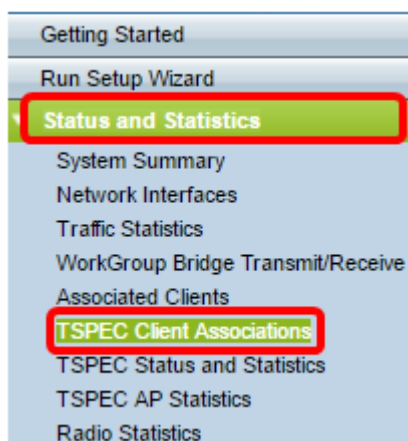 Getting Started
Run Setup Wizard
Status and Statistics
System Summary
Network Interfaces
Traffic Statistics
WorkGroup Bridge Transmit/Receive
Associated Clients
TSPEC Client Associations
TSPEC Status and Statistics
TSPEC AP Statistics
Radio Statistics